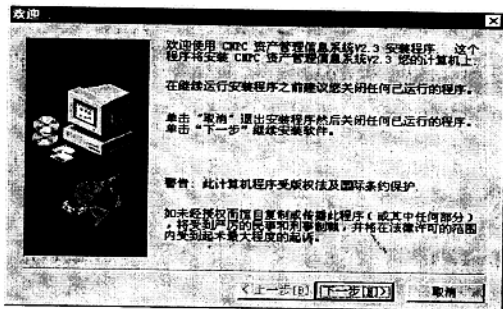 欢迎
欢迎使用 CNPC 资产管理信息系统V2.3 安装程序. 这个
程序将安装 CNPC 资产管理信息系统V2.3 您的计算机上.
在继续运行安装程序之前建议您关闭任何已运行的程序。
单击 "取消" 退出安装程序然后关闭已运行的程序。
单击 "下一步" 继续安装软件。
警告: 此计算机程序受版权法及国际条约保护.
如未经授权而擅自复制或传播此程序 ( 或其中任何部分)
,将受到严厉的民事和刑事制裁,并将在法律许可的范围
内受到起术最大程度的起诉。
<上一步[B] 下一步[N]> 取消